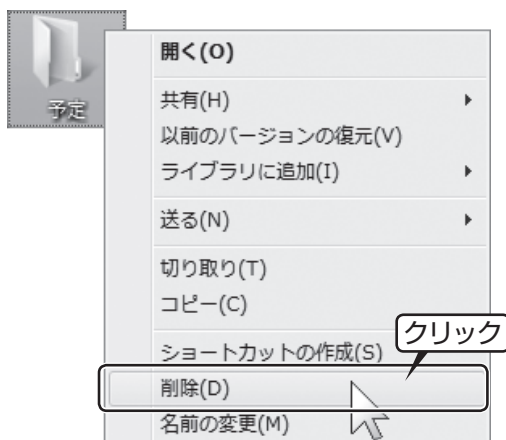 予定
開く(O)
共有(H)
以前のバージョンの復元(V)
ライブラリに追加(I)
送る(N)
切り取り(T)
コピー(C)
ショートカットの作成(S)
クリック
削除(D)
名前の変更(M)